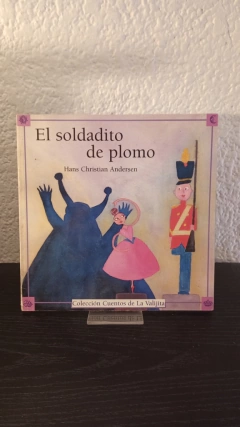 El soldadito
de plomo
Hans Christian Andersen
Colección Cuentos de La Valijita